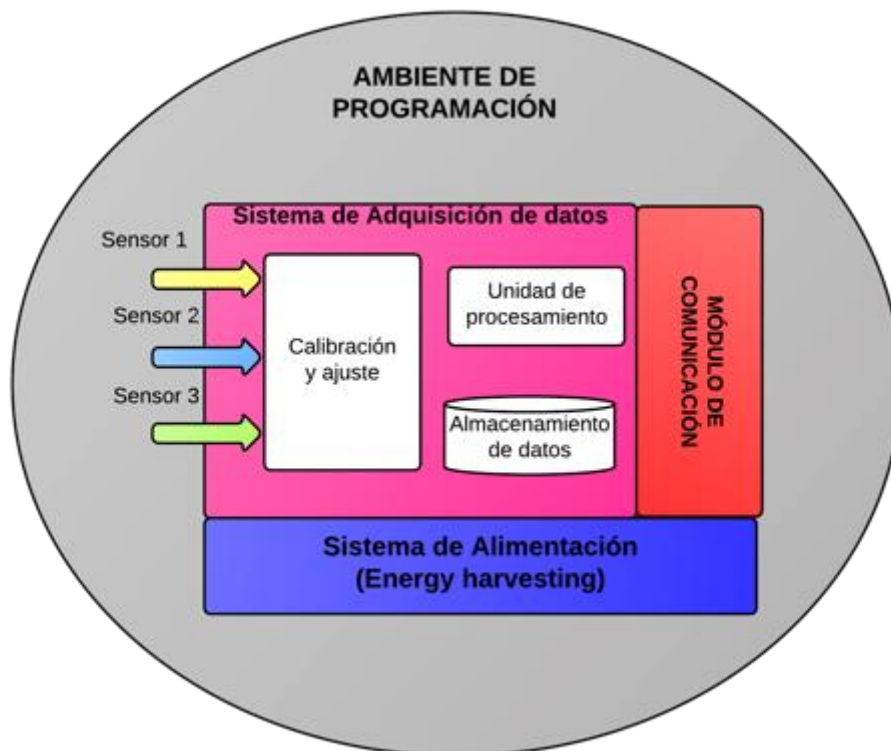 AMBIENTE DE
PROGRAMACIÓN
Sistema de Adquisición de datos
Sensor 1
Sensor 2
Sensor 3
Calibración
y ajuste
Unidad de
procesamiento
Almacenamiento
de datos
MÓDULO DE
COMUNICACIÓN
Sistema de Alimentación
(Energy harvesting)